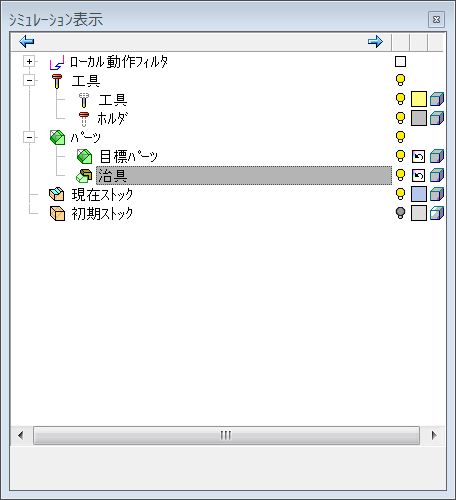 ｼﾐｭﾚｰｼｮﾝ表示
ﾛｰｶﾙ動作ﾌｨﾙﾀ
工具
工具
ﾎﾙﾀﾞ
ﾊﾟｰﾂ
目標ﾊﾟｰﾂ
治具
現在ｽﾄｯｸ
初期ｽﾄｯｸ